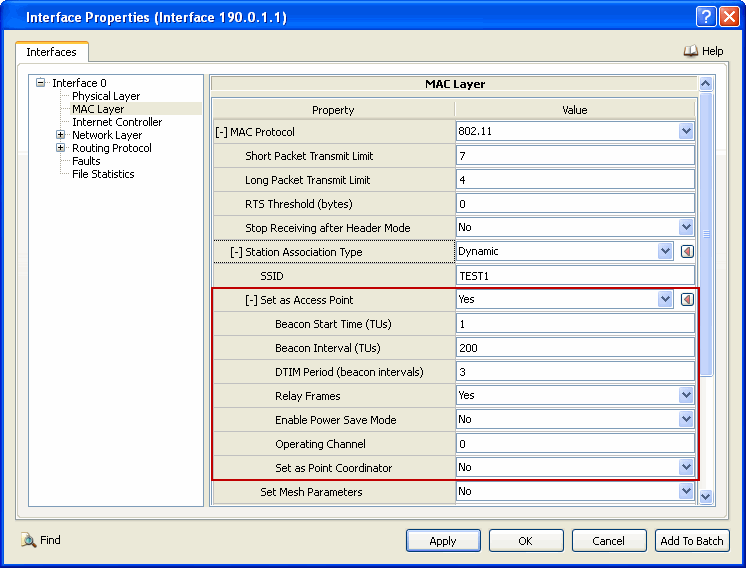 Interface Properties (Interface 190.0.1.1)
?
Interfaces
Help
Interface 0
Physical Layer
MAC Layer
Internet Controller
Network Layer
Routing Protocol
Faults
File Statistics
MAC Layer
Property Value
[-] MAC Protocol 802.11
Short Packet Transmit Limit 7
Long Packet Transmit Limit 4
RTS Threshold (bytes) 0
Stop Receiving after Header Mode No
[-] Station Association Type Dynamic
SSID TEST1
[-] Set as Access Point Yes
Beacon Start Time (TUs) 1
Beacon Interval (TUs) 200
DTIM Period (beacon intervals) 3
Relay Frames Yes
Enable Power Save Mode No
Operating Channel 0
Set as Point Coordinator No
Set Mesh Parameters No
Find
Apply OK Cancel Add To Batch